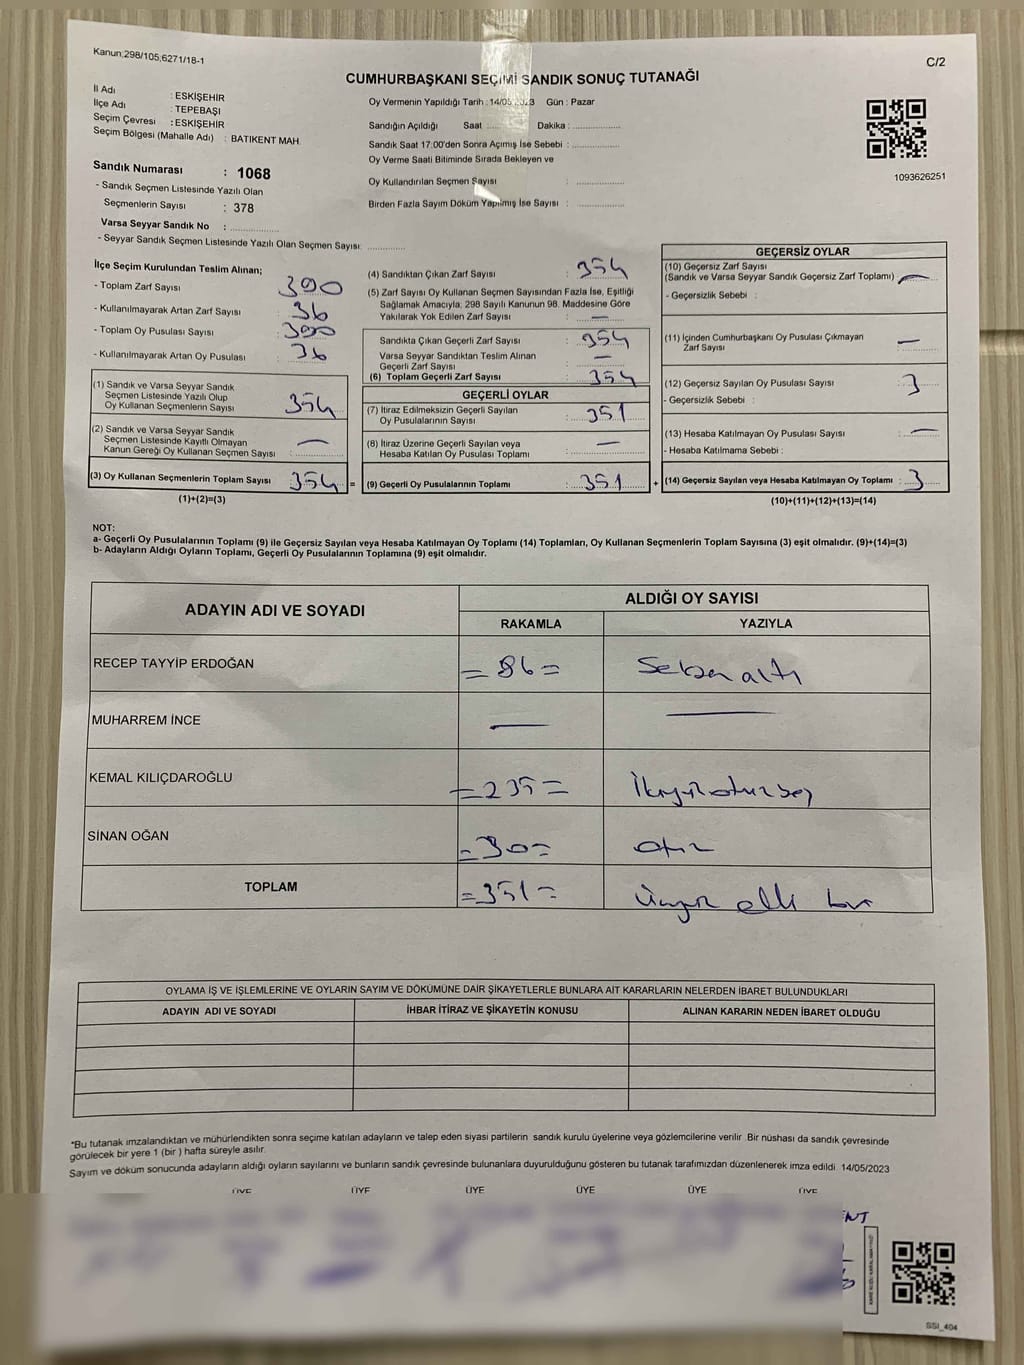 Kanun:298/105;6271/18-1
C/2
CUMHURBAŞKANI SEÇİMİ SANDIK SONUÇ TUTANAĞI
İl Adı : ESKİŞEHİR
İlçe Adı : TEPEBAŞI
Seçim Çevresi : ESKİŞEHİR
Seçim Bölgesi (Mahalle Adı) : BATIKENT MAH.
Oy Vermenin Yapıldığı Tarih : 14/05/2023 Gün : Pazar
Sandığın Açıldığı Saat ........ Dakika : ................
Sandık Saat 17:00'den Sonra Açımış İse Sebebi : ................
Oy Verme Saati Bitiminde Sırada Bekleyen ve
Oy Kullandırılan Seçmen Sayısı : ................
Birden Fazla Sayım Döküm Yapılmış İse Sayısı : ................
1093626251
Sandık Numarası : 1068
- Sandık Seçmen Listesinde Yazılı Olan
Seçmenlerin Sayısı : 378
Varsa Seyyar Sandık No : ................
- Seyyar Sandık Seçmen Listesinde Yazılı Olan Seçmen Sayısı: ............
İlçe Seçim Kurulundan Teslim Alınan;
- Toplam Zarf Sayısı : 390
- Kullanılmayarak Artan Zarf Sayısı : 36
- Toplam Oy Pusulası Sayısı : 390
- Kullanılmayarak Artan Oy Pusulası : 36
(1) Sandık ve Varsa Seyyar Sandık
Seçmen Listesinde Yazılı Olup
Oy Kullanan Seçmenlerin Sayısı : 354
(2) Sandık ve Varsa Seyyar Sandık
Seçmen Listesinde Kayıtlı Olmayan
Kanun Gereği Oy Kullanan Seçmen Sayısı : —
(3) Oy Kullanan Seçmenlerin Toplam Sayısı : 354 =
(1)+(2)=(3)
(4) Sandıktan Çıkan Zarf Sayısı : 354
(5) Zarf Sayısı Oy Kullanan Seçmen Sayısından Fazla İse, Eşitliği
Sağlamak Amacıyla, 298 Sayılı Kanunun 98. Maddesine Göre
Yakılarak Yok Edilen Zarf Sayısı : —
Sandıkta Çıkan Geçerli Zarf Sayısı : 354
Varsa Seyyar Sandıktan Teslim Alınan
Geçerli Zarf Sayısı : —
(6) Toplam Geçerli Zarf Sayısı : 354
GEÇERLİ OYLAR
(7) İtiraz Edilmeksizin Geçerli Sayılan
Oy Pusulalarının Sayısı : 351
(8) İtiraz Üzerine Geçerli Sayılan veya
Hesaba Katılan Oy Pusulası Toplamı : —
(9) Geçerli Oy Pusulalarının Toplamı : 351 +
GEÇERSİZ OYLAR
(10) Geçersiz Zarf Sayısı
(Sandık ve Varsa Seyyar Sandık Geçersiz Zarf Toplamı) : —
- Geçersizlik Sebebi :
(11) İçinden Cumhurbaşkanı Oy Pusulası Çıkmayan
Zarf Sayısı : —
(12) Geçersiz Sayılan Oy Pusulası Sayısı : 3
- Geçersizlik Sebebi :
(13) Hesaba Katılmayan Oy Pusulası Sayısı : —
- Hesaba Katılmama Sebebi :
(14) Geçersiz Sayılan veya Hesaba Katılmayan Oy Toplamı : 3
(10)+(11)+(12)+(13)=(14)
NOT:
a- Geçerli Oy Pusulalarının Toplamı (9) ile Geçersiz Sayılan veya Hesaba Katılmayan Oy Toplamı (14) Toplamları, Oy Kullanan Seçmenlerin Toplam Sayısına (3) eşit olmalıdır. (9)+(14)=(3)
b- Adayların Aldığı Oyların Toplamı, Geçerli Oy Pusulalarının Toplamına (9) eşit olmalıdır.
ADAYIN ADI VE SOYADI
ALDIĞI OY SAYISI
RAKAMLA YAZIYLA
RECEP TAYYİP ERDOĞAN = 86 = Seksen altı
MUHARREM İNCE — —
KEMAL KILIÇDAROĞLU = 235 = İkiyüzotuzbeş
SİNAN OĞAN = 30 = otuz
TOPLAM = 351 = Üçyüz elli bir
OYLAMA İŞ VE İŞLEMLERİNE VE OYLARIN SAYIM VE DÖKÜMÜNE DAİR ŞİKAYETLERLE BUNLARA AİT KARARLARIN NELERDEN İBARET BULUNDUKLARI
ADAYIN ADI VE SOYADI İHBAR İTİRAZ VE ŞİKAYETİN KONUSU ALINAN KARARIN NEDEN İBARET OLDUĞU
*Bu tutanak imzalandıktan ve mühürlendikten sonra seçime katılan adayların ve talep eden siyasi partilerin sandık kurulu üyelerine veya gözlemcilerine verilir. Bir nüshası da sandık çevresinde
görülecek bir yere 1 (bir ) hafta süreyle asılır.
Sayım ve döküm sonucunda adayların aldığı oyların sayılarını ve bunların sandık çevresinde bulunanlara duyurulduğunu gösteren bu tutanak tarafımızdan düzenlenerek imza edildi. 14/05/2023
ÜYE ÜYE ÜYE ÜYE ÜYE ÜYE
SSI_404